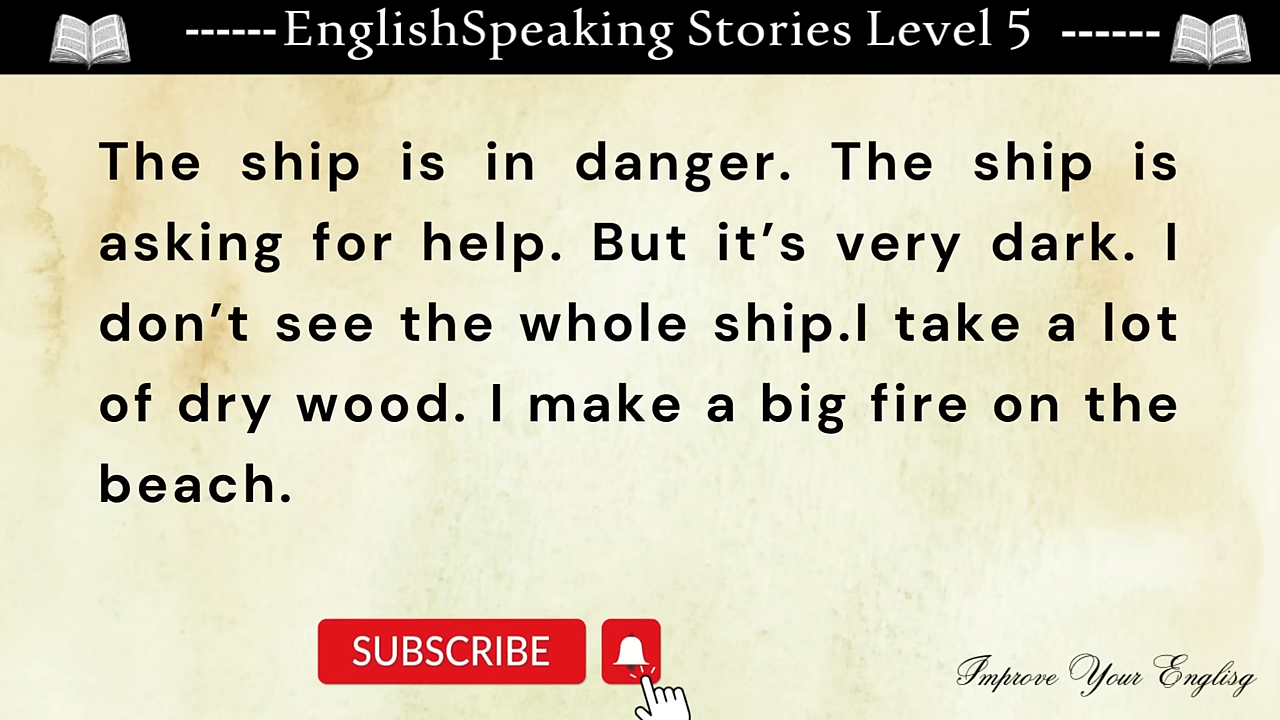 ------EnglishSpeaking Stories Level 5 ------
The ship is in danger. The ship is
asking for help. But it’s very dark. I
don’t see the whole ship.I take a lot
of dry wood. I make a big fire on the
beach.
SUBSCRIBE
Improve Your Englisg